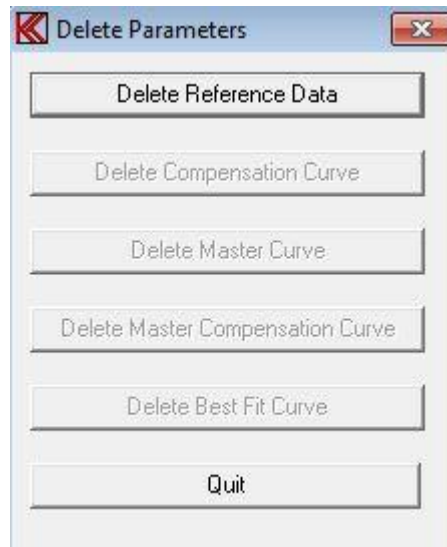 Delete Parameters
Delete Reference Data
Delete Compensation Curve
Delete Master Curve
Delete Master Compensation Curve
Delete Best Fit Curve
Quit